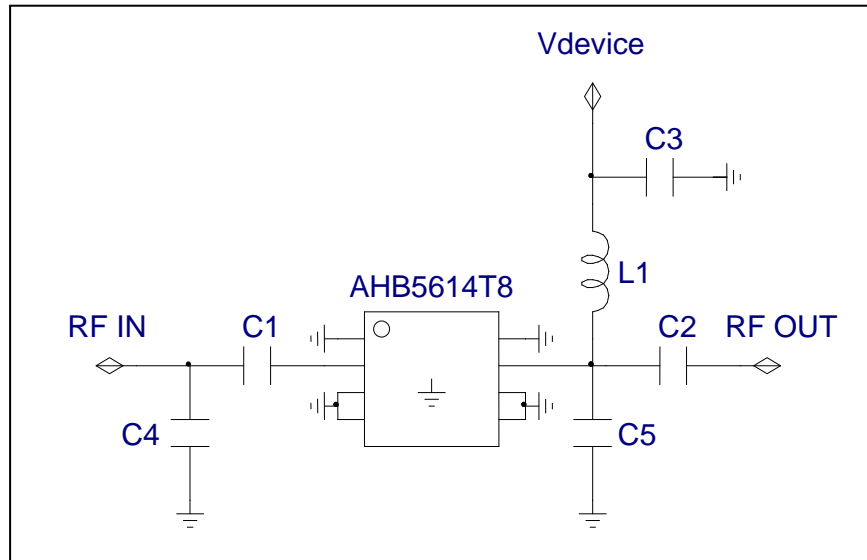 Vdevice
C3
L1
AHB5614T8
RF IN
C1
C2
RF OUT
C4
C5